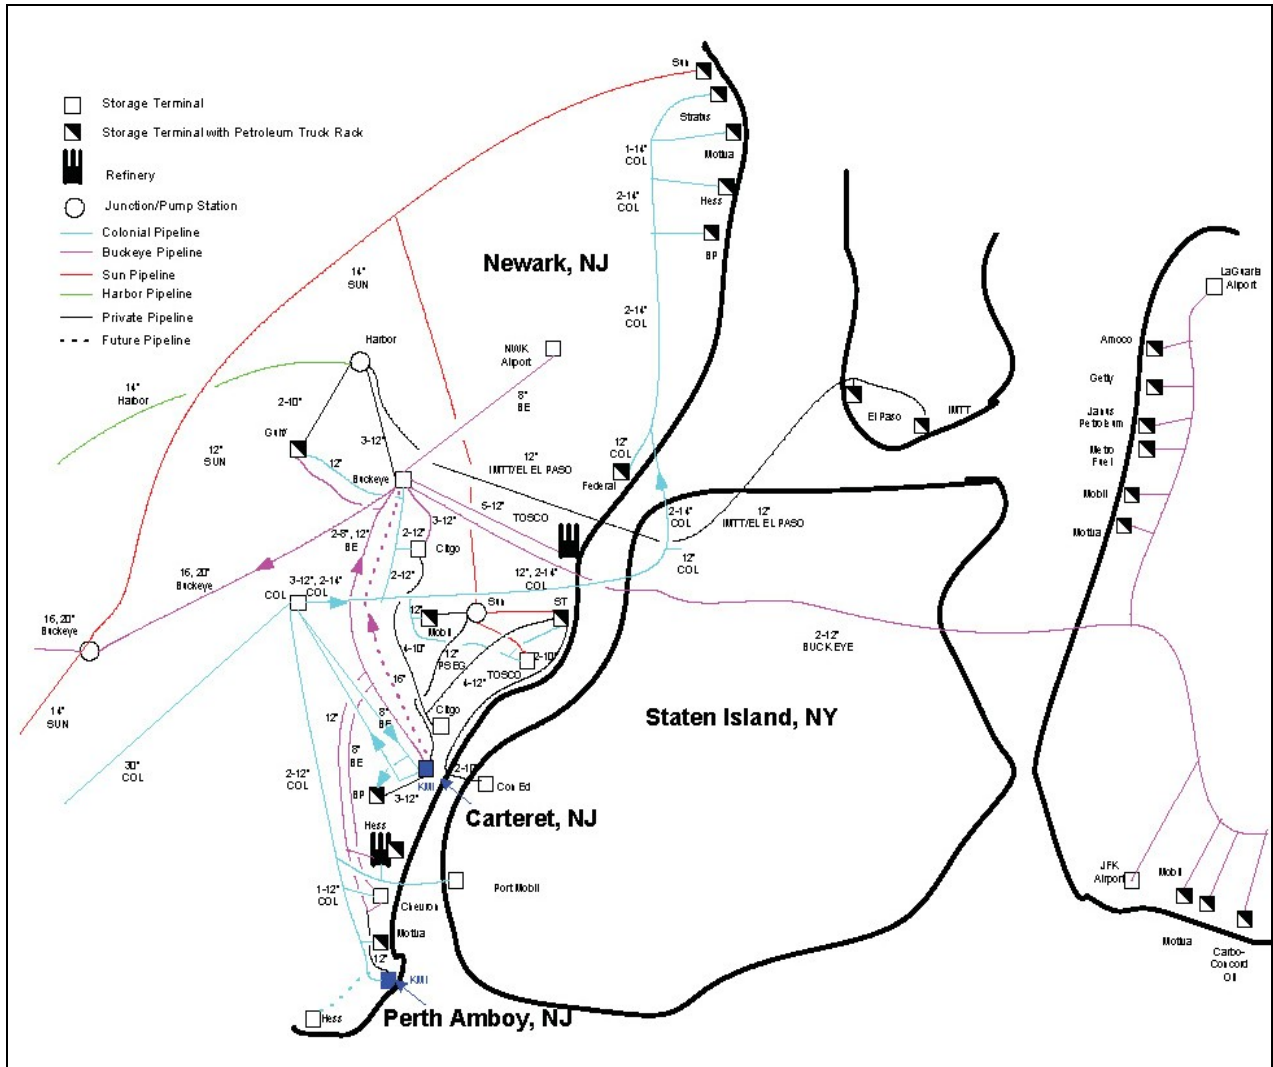 Storage Terminal
Storage Terminal with Petroleum Truck Rack
Refinery
Junction/Pump Station
Colonial Pipeline
Buckeye Pipeline
Sun Pipeline
Harbor Pipeline
Private Pipeline
Future Pipeline
Sun
Stratus
1-14"
COL
Motiva
2-14"
COL
Hess
BP
Newark, NJ
14"
SUN
2-14"
COL
LaGuardia
Airport
Harbor
NWK
Airport
Amoco
Getty
14"
Harbor
2-10"
8"
BE
El Paso
IMTT
Janus
Petroleum
Gulf
3-12"
12"
COL
Metro
Fuel
12"
SUN
12"
12"
IMTT/EL EL PASO
Buckeye
Federal
Mobil
5-12"
TOSCO
2-14"
COL
12"
IMTT/EL EL PASO
Motiva
3-12"
2-8", 12"
BE
2-12"
Citgo
12"
COL
16, 20"
Buckeye
3-12", 2-14"
COL
COL
2-12"
12", 2-14"
COL
16, 20"
Buckeye
12"
Mobil
Sun
ST
2-12"
BUCKEYE
4-10"
12"
PSEG
TOSCO
2-10"
16"
4-12"
14"
SUN
12"
8"
BE
Citgo
Staten Island, NY
8"
BE
30"
COL
2-12"
COL
2-10"
Con Ed
KMI
BP
3-12"
Carteret, NJ
Hess
JFK
Airport
Mobil
Port Mobil
1-12"
COL
Chevron
Motiva
Motiva
12"
Carbo-
Concord
Oil
KMI
Perth Amboy, NJ
Hess